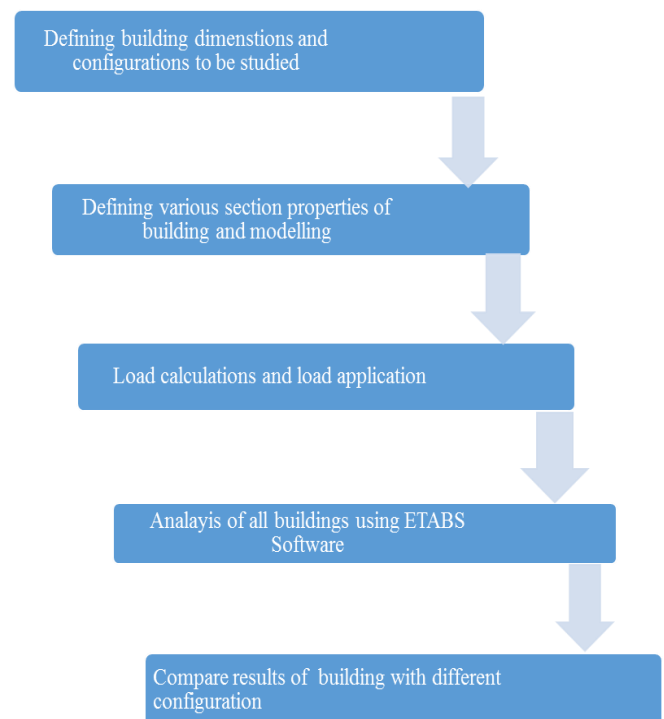 Defining building dimenstions and
configurations to be studied
Defining various section properties of
building and modelling
Load calculations and load application
Analayis of all buildings using ETABS
Software
Compare results of building with different
configuration